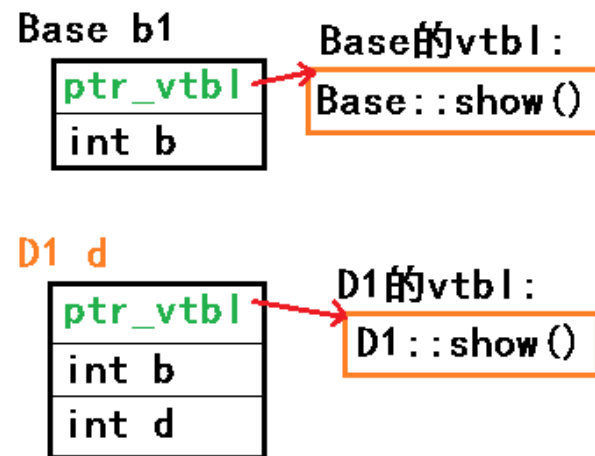 Base b1
Base的vtbl:
ptr_vtbl
Base::show()
int b
D1 d
D1的vtbl:
ptr_vtbl
D1::show()
int b
int d